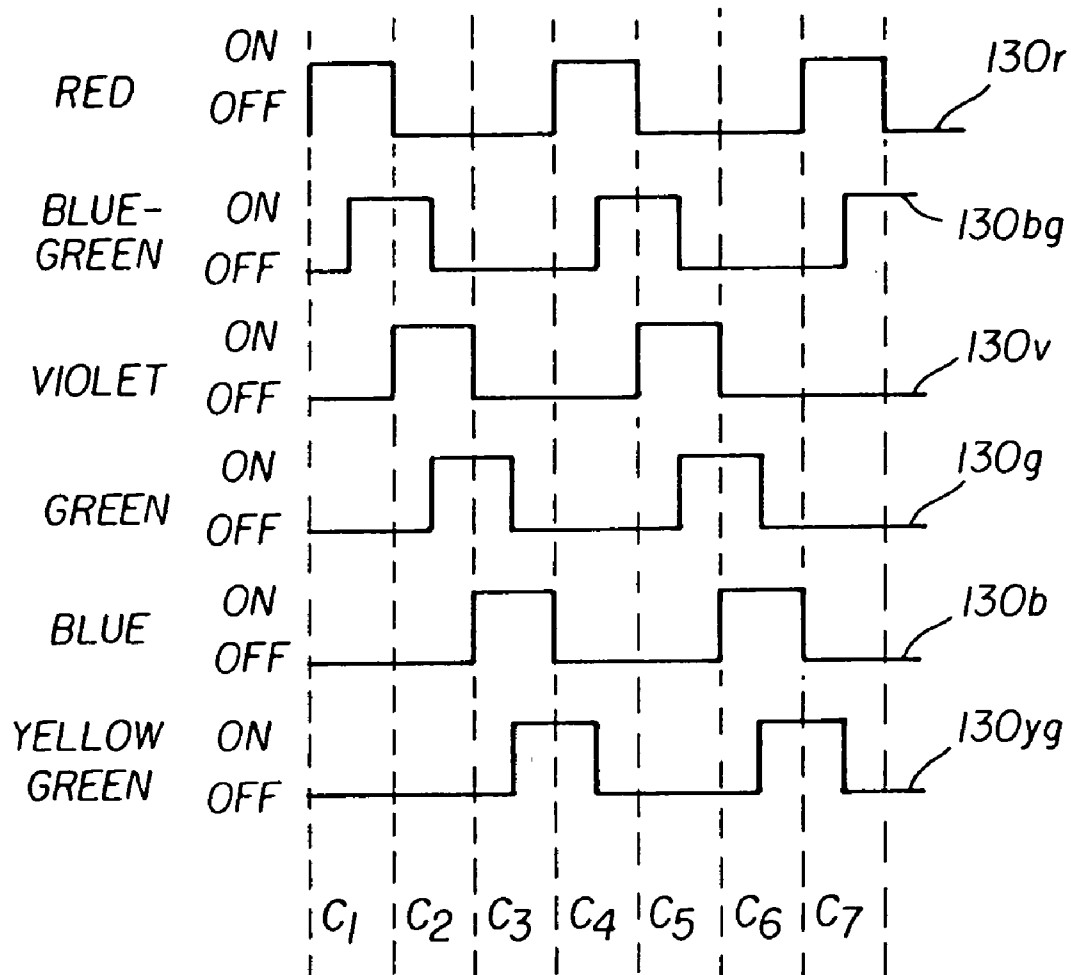 RED ON OFF 130r
BLUE-GREEN ON OFF 130bg
VIOLET ON OFF 130v
GREEN ON OFF 130g
BLUE ON OFF 130b
YELLOW GREEN ON OFF 130yg
C1 C2 C3 C4 C5 C6 C7